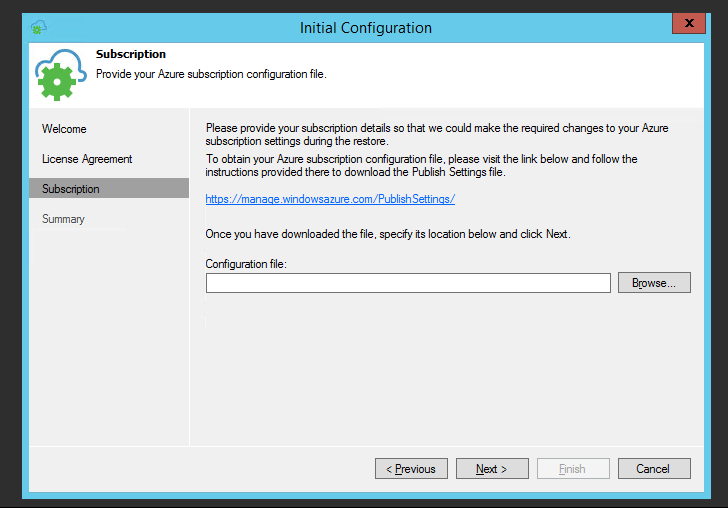 Initial Configuration
x
Subscription
Provide your Azure subscription configuration file.
Welcome
License Agreement
Subscription
Summary
Please provide your subscription details so that we could make the required changes to your Azure
subscription settings during the restore.
To obtain your Azure subscription configuration file, please visit the link below and follow the
instructions provided there to download the Publish Settings file.
https://manage.windowsazure.com/PublishSettings/
Once you have downloaded the file, specify its location below and click Next.
Configuration file:
Browse...
< Previous
Next >
Finish
Cancel